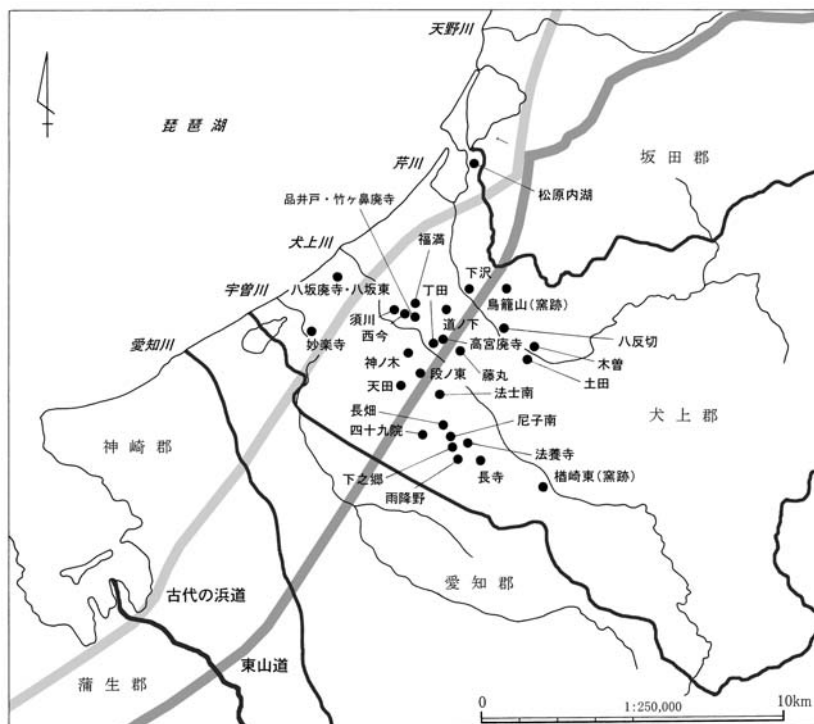 天野川
琵琶湖
坂田郡
芹川
松原内湖
品井戸・竹ヶ鼻廃寺
犬上川
福満
下沢
宇曽川
八坂廃寺・八坂東
丁田
鳥籠山(窯跡)
須川
道ノ下
八反切
西今
愛知川
妙楽寺
高宮廃寺
木曽
神ノ木
段ノ東
藤丸
土田
天田
法士南
長畑
尼子南
犬上郡
神崎郡
四十九院
法養寺
下之郷
長寺
楢崎東(窯跡)
雨降野
愛知郡
古代の浜道
東山道
蒲生郡
0
1:250,000
10km